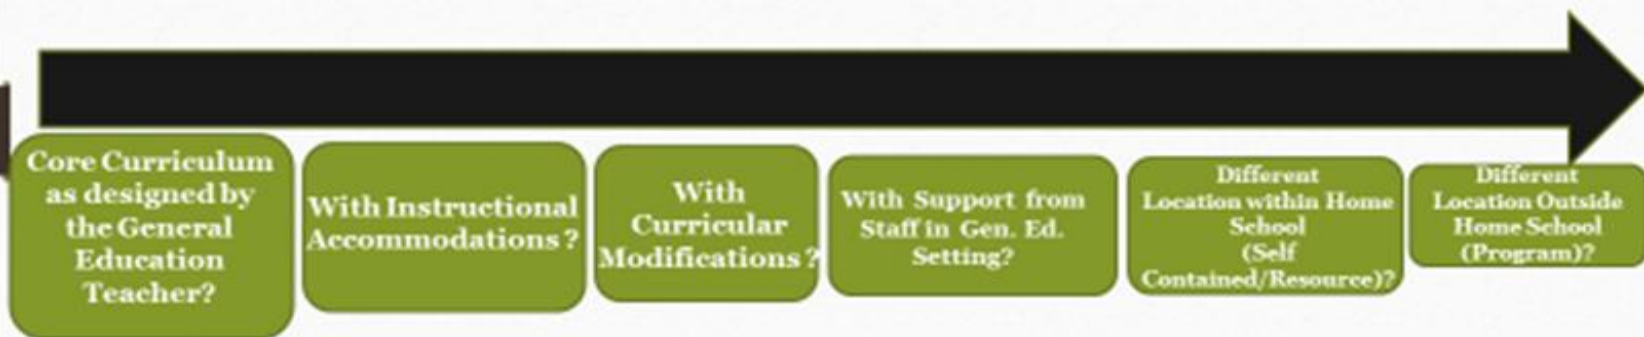 Core Curriculum
as designed by
the General
Education
Teacher?
With Instructional
Accommodations?
With
Curricular
Modifications?
With Support from
Staff in Gen. Ed.
Setting?
Different
Location within Home
School
(Self
Contained/Resource)?
Different
Location Outside
Home School
(Program)?